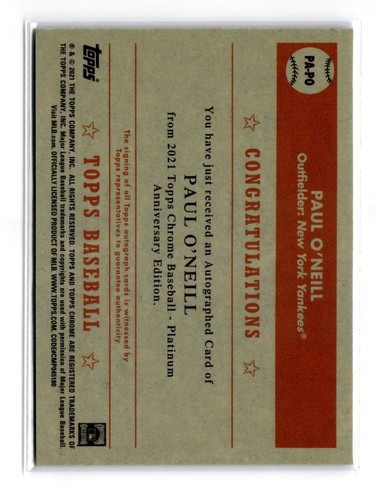 PA-PO
PAUL O'NEILL
Outfielder: New York Yankees®
☆ CONGRATULATIONS ☆
You have just received an Autographed Card of
PAUL O'NEILL
from 2021 Topps Chrome Baseball - Platinum
Anniversary Edition.
The signing of all Topps autograph cards is witnessed by
Topps representatives to guarantee authenticity.
☆ TOPPS BASEBALL ☆
Topps
® & © 2021 THE TOPPS COMPANY, INC. ALL RIGHTS RESERVED. TOPPS AND TOPPS CHROME ARE REGISTERED TRADEMARKS OF
THE TOPPS COMPANY, INC. Major League Baseball trademarks and copyrights are used with permission of Major League Baseball.
Visit MLB.com. OFFICIALLY LICENSED PRODUCT OF MLB. WWW.TOPPS.COM. CODE#CMP045180